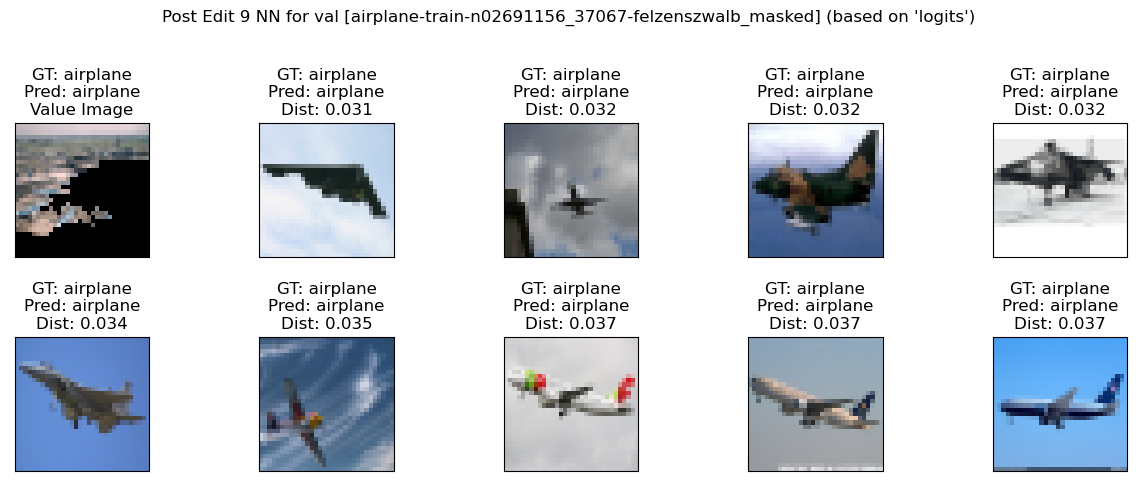 Post Edit 9 NN for val [airplane-train-n02691156_37067-felzenszwalb_masked] (based on 'logits')
GT: airplane
Pred: airplane
Value Image
GT: airplane
Pred: airplane
Dist: 0.031
GT: airplane
Pred: airplane
Dist: 0.032
GT: airplane
Pred: airplane
Dist: 0.032
GT: airplane
Pred: airplane
Dist: 0.032
GT: airplane
Pred: airplane
Dist: 0.034
GT: airplane
Pred: airplane
Dist: 0.035
GT: airplane
Pred: airplane
Dist: 0.037
GT: airplane
Pred: airplane
Dist: 0.037
GT: airplane
Pred: airplane
Dist: 0.037